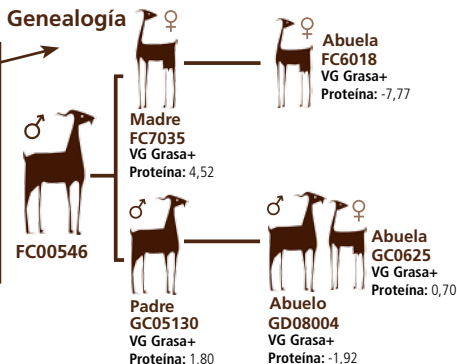 Genealogía
Abuela
FC6018
VG Grasa+
Proteína: -7,77
Madre
FC7035
VG Grasa+
Proteína: 4,52
FC00546
Abuela
GC0625
VG Grasa+
Proteína: 0,70
Padre
GC05130
VG Grasa+
Proteína: 1,80
Abuelo
GD08004
VG Grasa+
Proteína: -1,92